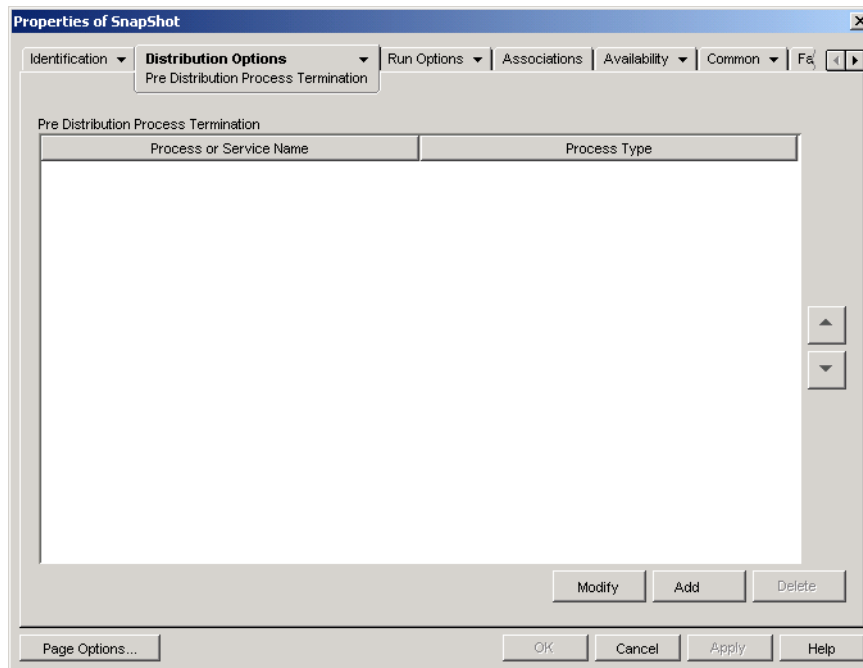 Properties of SnapShot
Identification Distribution Options Run Options Associations Availability Common Fa
Pre Distribution Process Termination
Pre Distribution Process Termination
Process or Service Name Process Type
Modify Add Delete
Page Options... OK Cancel Apply Help